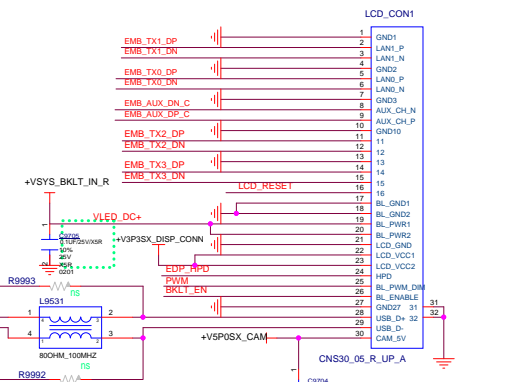 LCD_CON1
1 GND1
EMB_TX1_DP 2 LAN1_P
EMB_TX1_DN 3 LAN1_N
4 GND2
EMB_TX0_DP 5 LAN0_P
EMB_TX0_DN 6 LAN0_N
7 GND3
EMB_AUX_DN_C 8 AUX_CH_N
EMB_AUX_DP_C 9 AUX_CH_P
10 GND10
EMB_TX2_DP 11 11
EMB_TX2_DN 12 12
13 13
EMB_TX3_DP 14 14
EMB_TX3_DN 15 15
LCD_RESET 16 16
+VSYS_BKLT_IN_R
17 BL_GND1
18 BL_GND2
VLED_DC+ 19 BL_PWR1
20 BL_PWR2
1
C9705
0.1UF/25V/X5R
10%
25V
X5R
0201
2
+V3P3SX_DISP_CONN
21 LCD_GND
22 LCD_VCC1
23 LCD_VCC2
EDP_HPD 24 HPD
PWM 25 BL_PWM_DIM
BKLT_EN 26 BL_ENABLE
27 GND27 31 31
28 USB_D+ 32 32
29 USB_D-
+V5P0SX_CAM 30 CAM_5V
R9993
ns
L9531
1 2
4 3
80OHM_100MHZ
ns
R9992
CNS30_05_R_UP_A
1
C9704